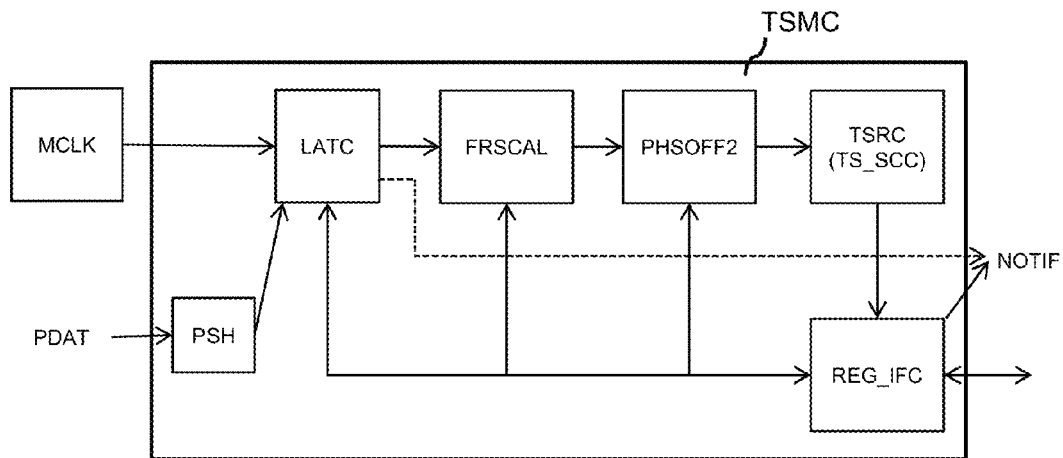 TSMC
MCLK
LATC
FRSCAL
PHSOFF2
TSRC
(TS_SCC)
NOTIF
PDAT
PSH
REG_IFC